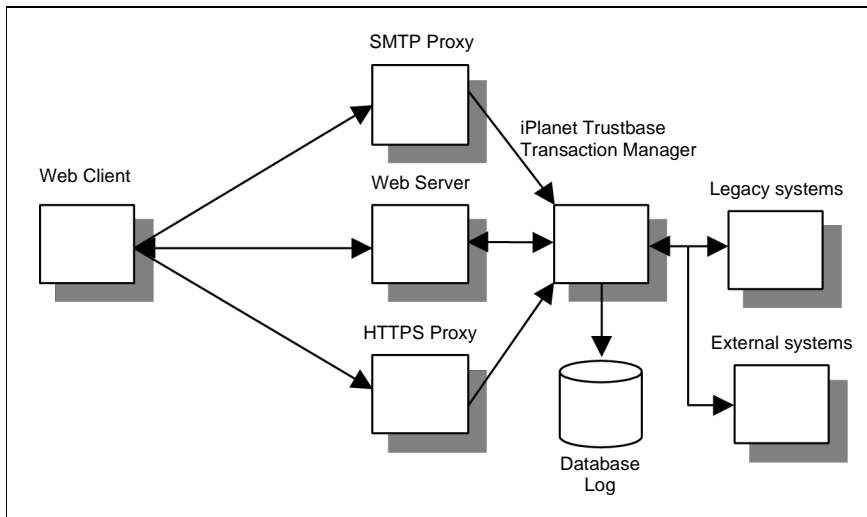 SMTP Proxy
iPlanet Trustbase
Transaction Manager
Web Client
Web Server
Legacy systems
HTTPS Proxy
External systems
Database
Log